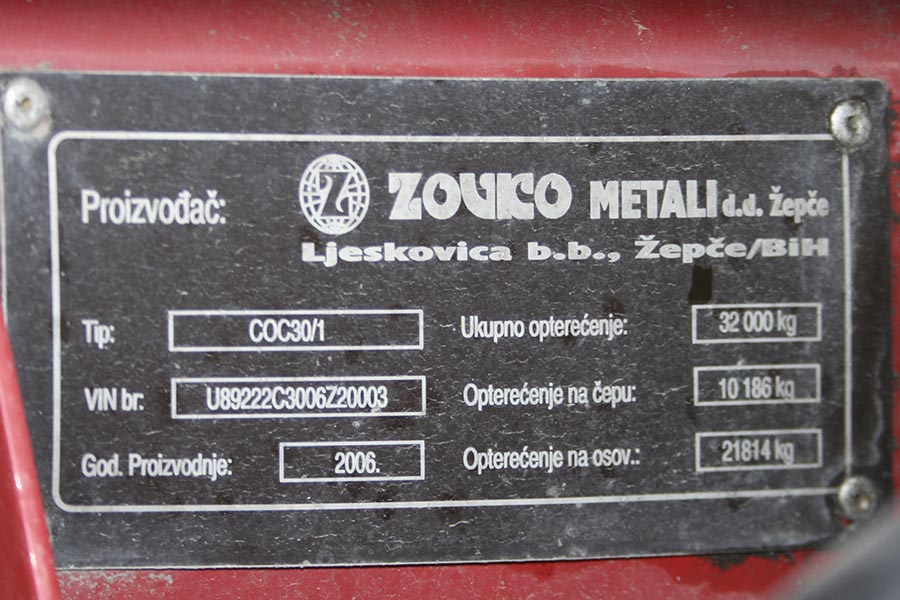 Proizvođač:
Z ZOVKO METALI d.d. Žepče
Ljeskovica b.b., Žepče/BiH
Tip: COC30/1 Ukupno opterećenje: 32 000 kg
VIN br: U89222C3006Z20003 Opterećenje na čepu: 10 186 kg
God. Proizvodnje: 2006. Opterećenje na osov.: 21814 kg